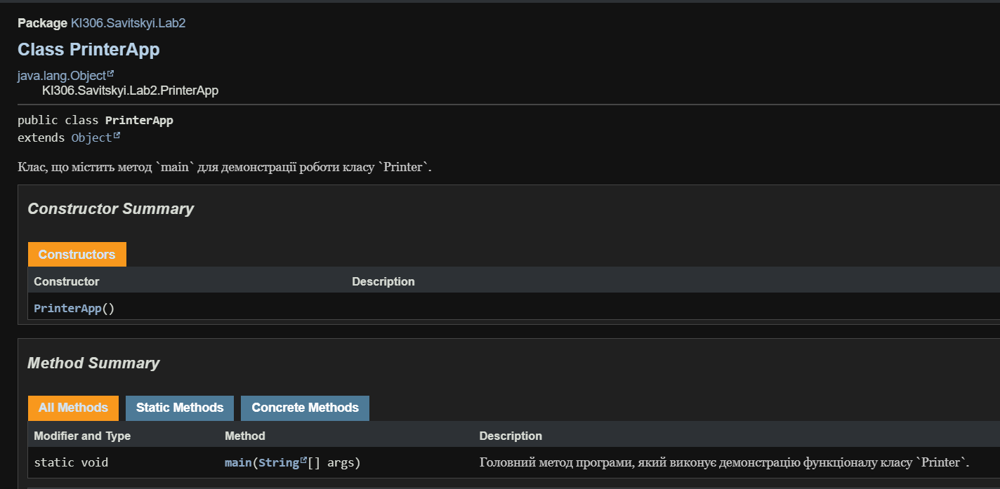 Package KI306.Savitskyi.Lab2
Class PrinterApp
java.lang.Object
KI306.Savitskyi.Lab2.PrinterApp
public class PrinterApp
extends Object
Клас, що містить метод `main` для демонстрації роботи класу `Printer`.
Constructor Summary
Constructors
Constructor Description
PrinterApp()
Method Summary
All Methods Static Methods Concrete Methods
Modifier and Type Method Description
static void main(String[] args) Головний метод програми, який виконує демонстрацію функціоналу класу `Printer`.